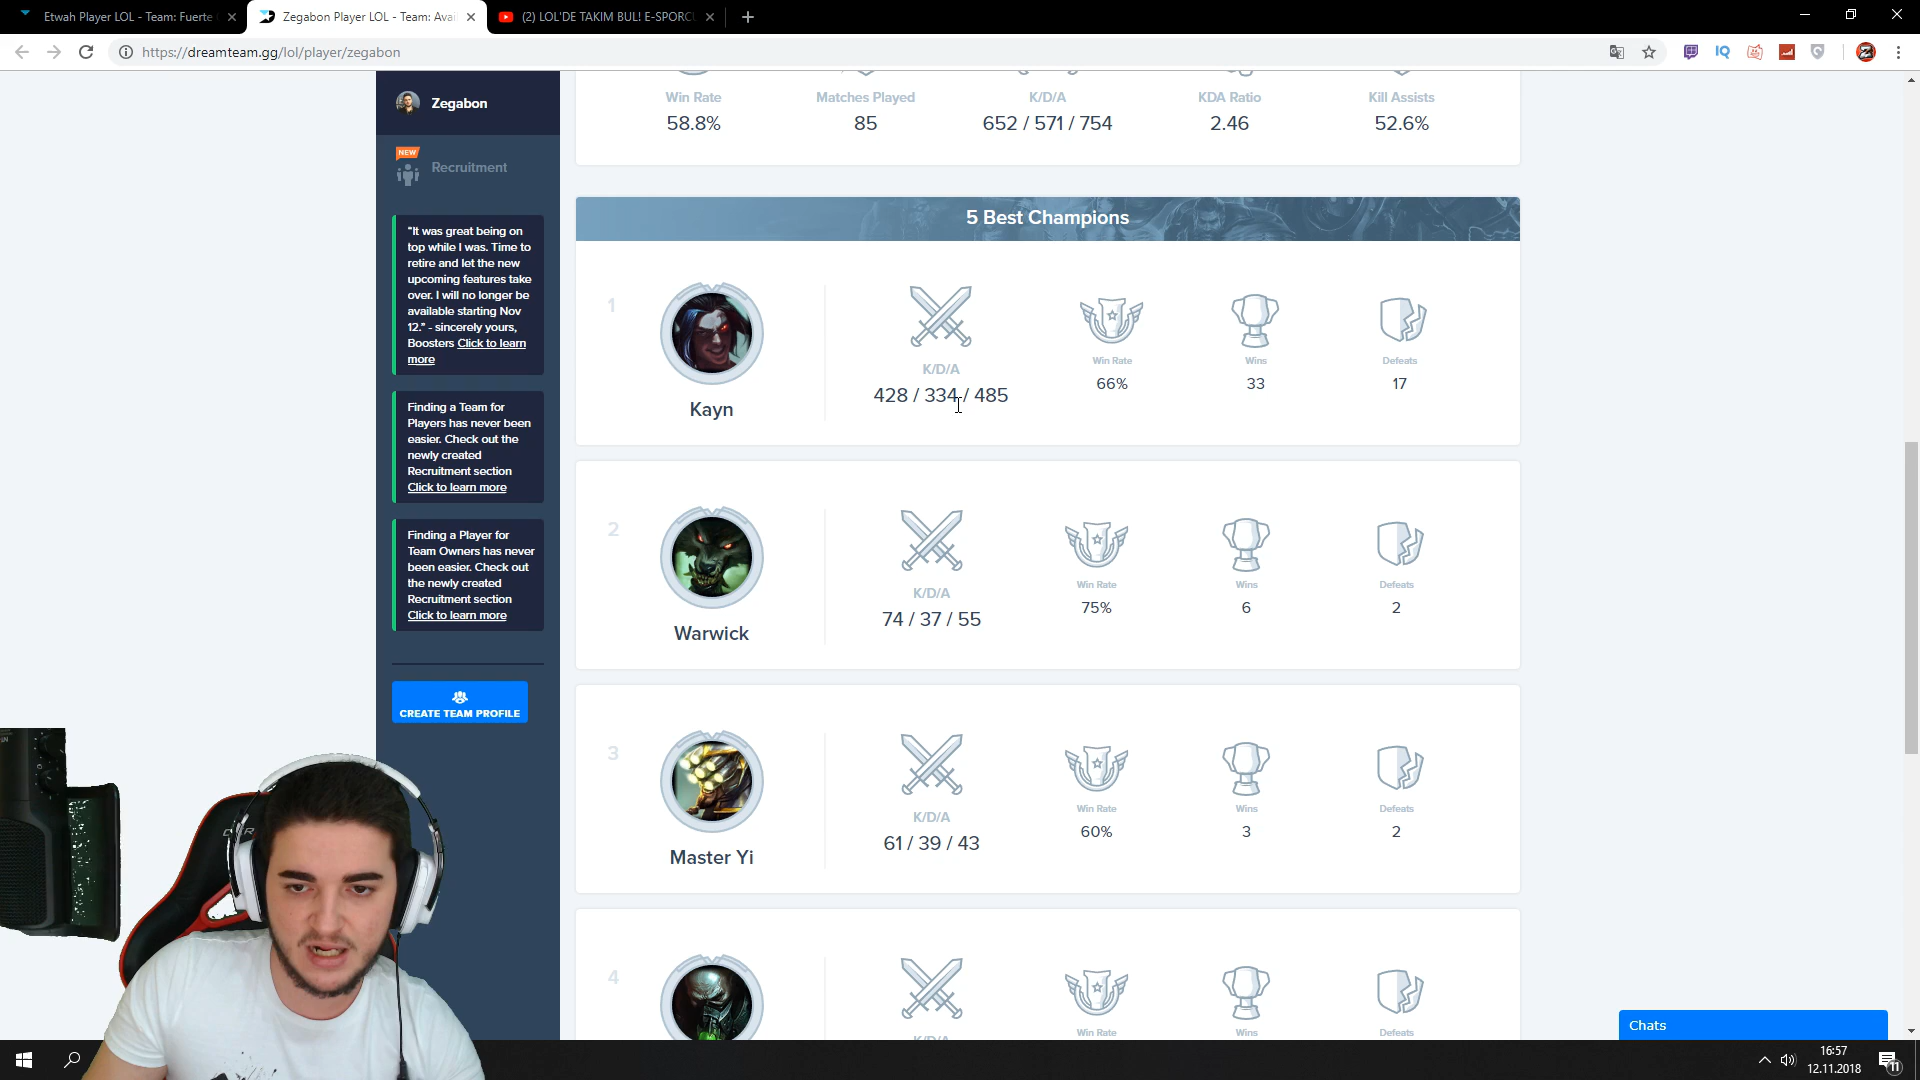 Etwah Player LOL - Team: Fuerte
Zegabon Player LOL - Team: Avai
(2) LOL'DE TAKIM BUL! E-SPORCU
https://dreamteam.gg/lol/player/zegabon
Zegabon
NEW
Recruitment
"It was great being on
top while I was. Time to
retire and let the new
upcoming features take
over. I will no longer be
available starting Nov
12." - sincerely yours,
Boosters Click to learn
more
Finding a Team for
Players has never been
easier. Check out the
newly created
Recruitment section
Click to learn more
Finding a Player for
Team Owners has never
been easier. Check out
the newly created
Recruitment section
Click to learn more
CREATE TEAM PROFILE
Win Rate Matches Played K/D/A KDA Ratio Kill Assists
58.8% 85 652 / 571 / 754 2.46 52.6%
5 Best Champions
1
K/D/A Win Rate Wins Defeats
428 / 334 / 485 66% 33 17
Kayn
2
K/D/A Win Rate Wins Defeats
74 / 37 / 55 75% 6 2
Warwick
3
K/D/A Win Rate Wins Defeats
61 / 39 / 43 60% 3 2
Master Yi
4
K/D/A Win Rate Wins Defeats
Chats
16:57
12.11.2018
11